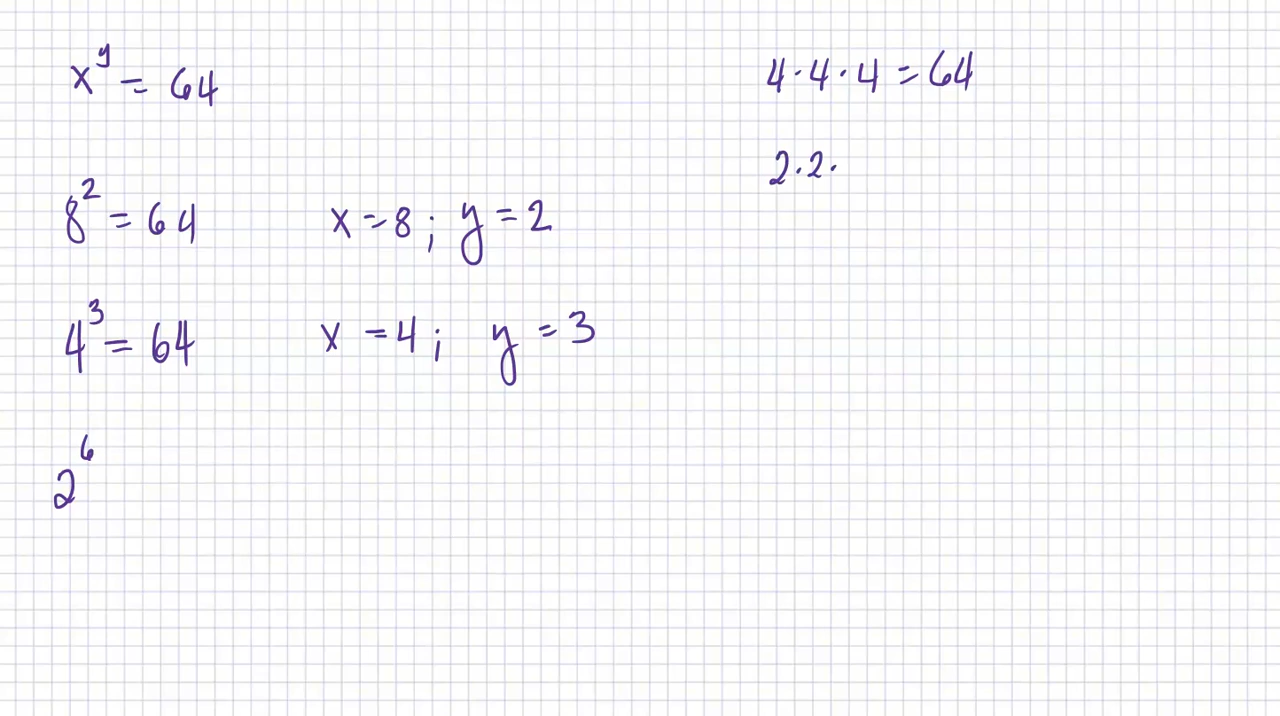 x^y = 64
4·4·4 = 64
2·2·
8^2 = 64 x = 8 ; y = 2
4^3 = 64 x = 4 ; y = 3
2^6